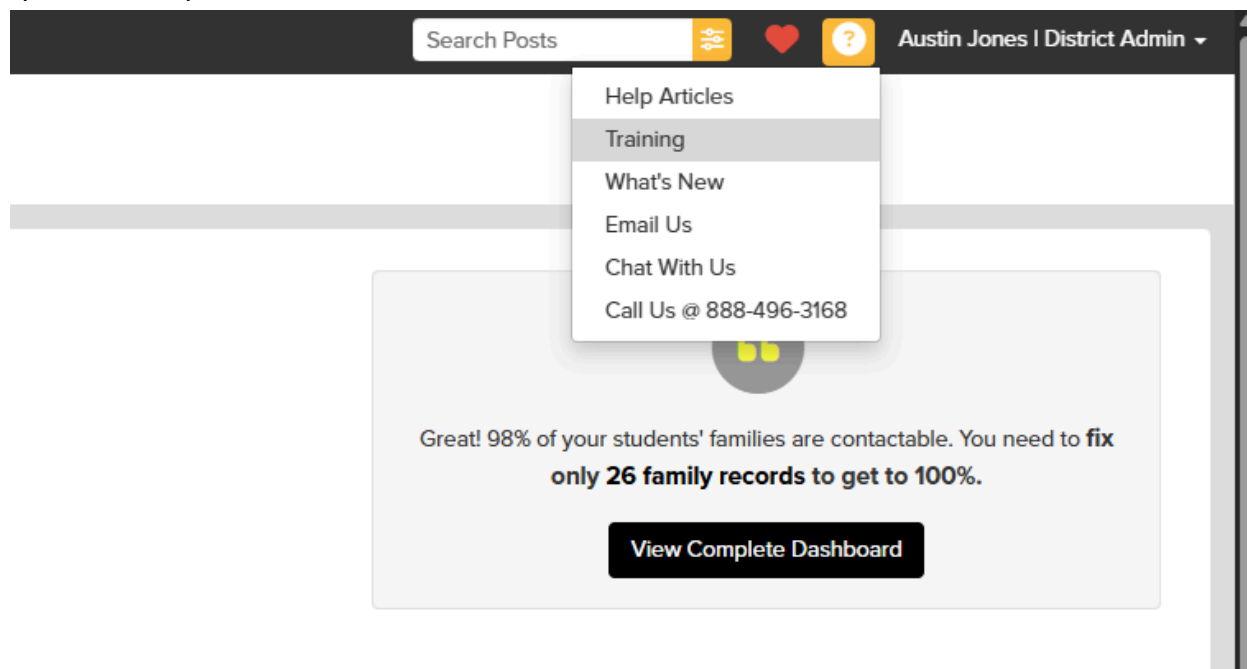 Search Posts
?
Austin Jones I District Admin
Help Articles
Training
What's New
Email Us
Chat With Us
Call Us @ 888-496-3168
Great! 98% of your students' families are contactable. You need to fix
only 26 family records to get to 100%.
View Complete Dashboard